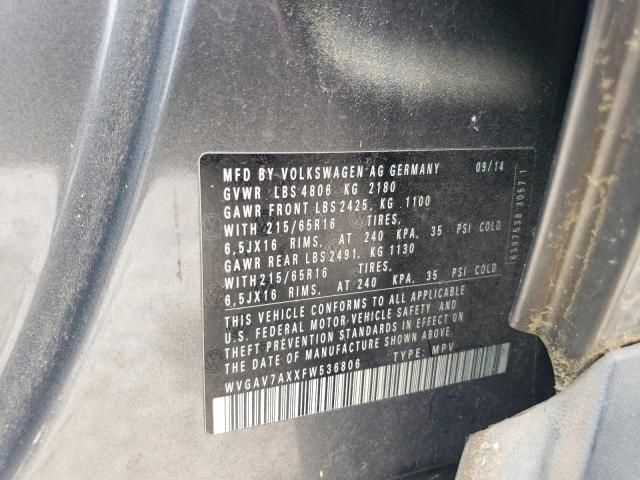 MFD BY VOLKSWAGEN AG GERMANY 09/14
GVWR LBS 4806 KG 2180
GAWR FRONT LBS 2425, KG 1100
WITH 215/65R16 TIRES,
6,5JX16 RIMS, AT 240 KPA, 35 PSI COLD
GAWR REAR LBS 2491, KG 1130
WITH 215/65R16 TIRES,
6,5JX16 RIMS, AT 240 KPA, 35 PSI COLD
THIS VEHICLE CONFORMS TO ALL APPLICABLE
U.S. FEDERAL MOTOR VEHICLE SAFETY AND
THEFT PREVENTION STANDARDS IN EFFECT ON
THE DATE OF MANUFACTURE SHOWN ABOVE.
WVGAV7AXXFW536806 TYPE: MPV
6397538 3057 1